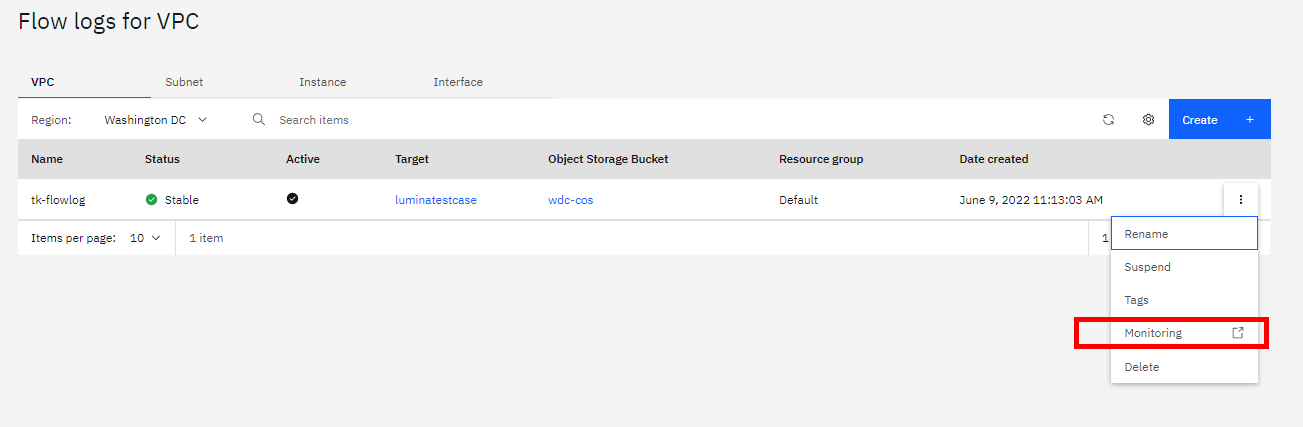 Flow logs for VPC
VPC Subnet Instance Interface
Region: Washington DC Search items Create +
Name Status Active Target Object Storage Bucket Resource group Date created
tk-flowlog Stable luminatestcase wdc-cos Default June 9, 2022 11:13:03 AM
Items per page: 10 1 item 1
Rename
Suspend
Tags
Monitoring
Delete